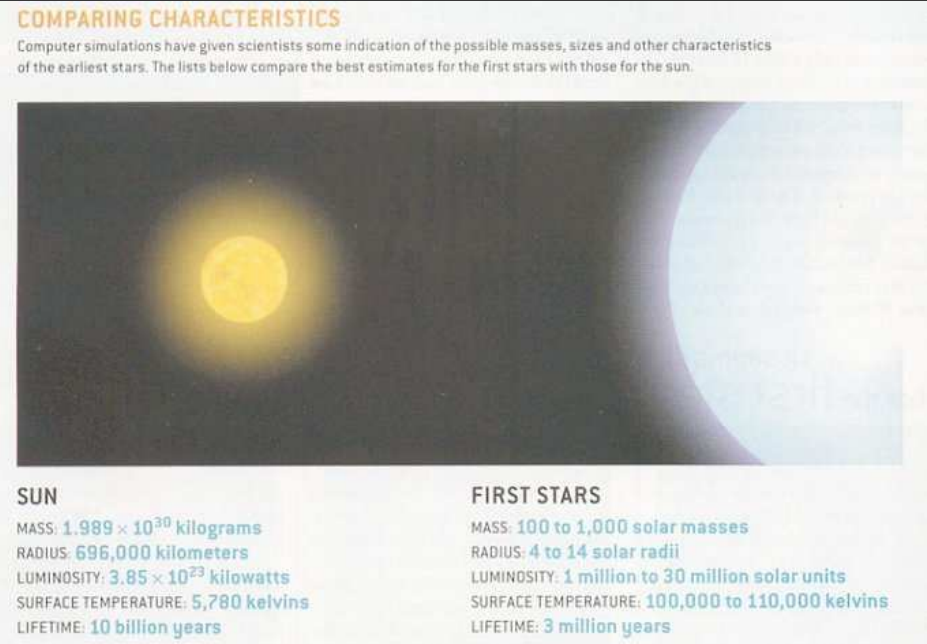 COMPARING CHARACTERISTICS
Computer simulations have given scientists some indication of the possible masses, sizes and other characteristics
of the earliest stars. The lists below compare the best estimates for the first stars with those for the sun.
SUN
MASS: 1.989 × 10³⁰ kilograms
RADIUS: 696,000 kilometers
LUMINOSITY: 3.85 × 10²³ kilowatts
SURFACE TEMPERATURE: 5,780 kelvins
LIFETIME: 10 billion years
FIRST STARS
MASS: 100 to 1,000 solar masses
RADIUS: 4 to 14 solar radii
LUMINOSITY: 1 million to 30 million solar units
SURFACE TEMPERATURE: 100,000 to 110,000 kelvins
LIFETIME: 3 million years